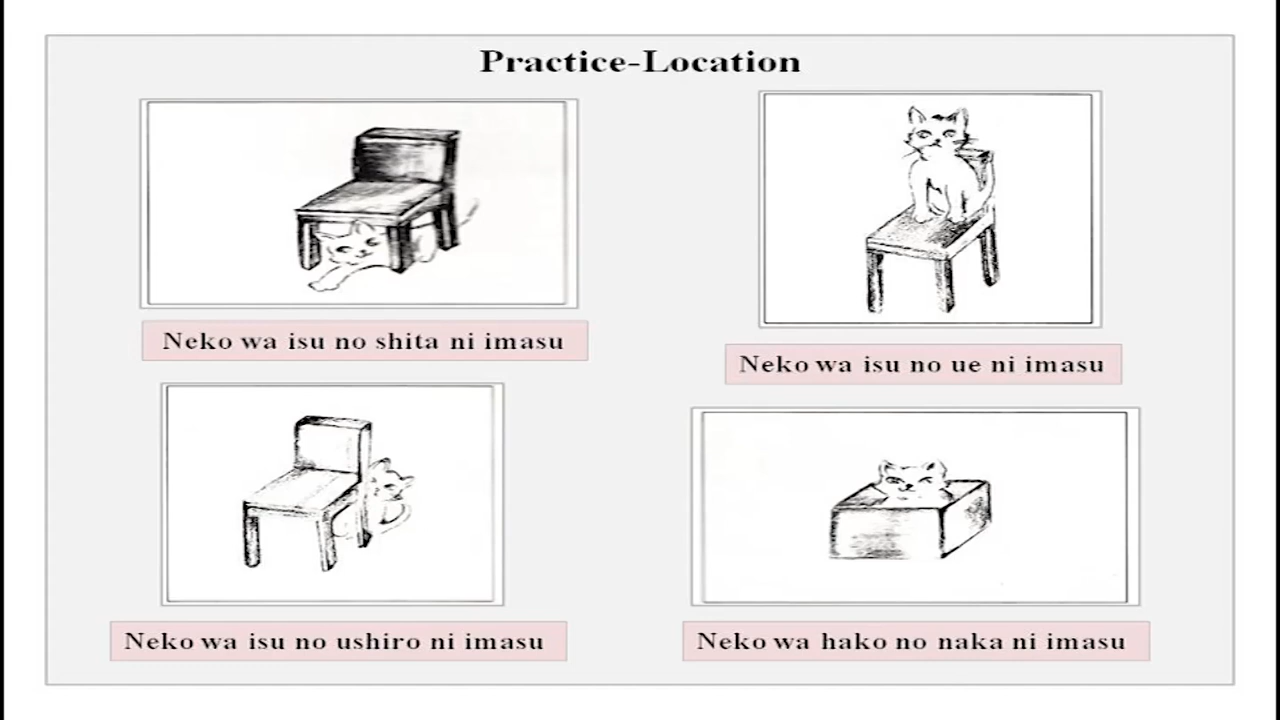 Practice-Location
Neko wa isu no shita ni imasu
Neko wa isu no ue ni imasu
Neko wa isu no ushiro ni imasu
Neko wa hako no naka ni imasu